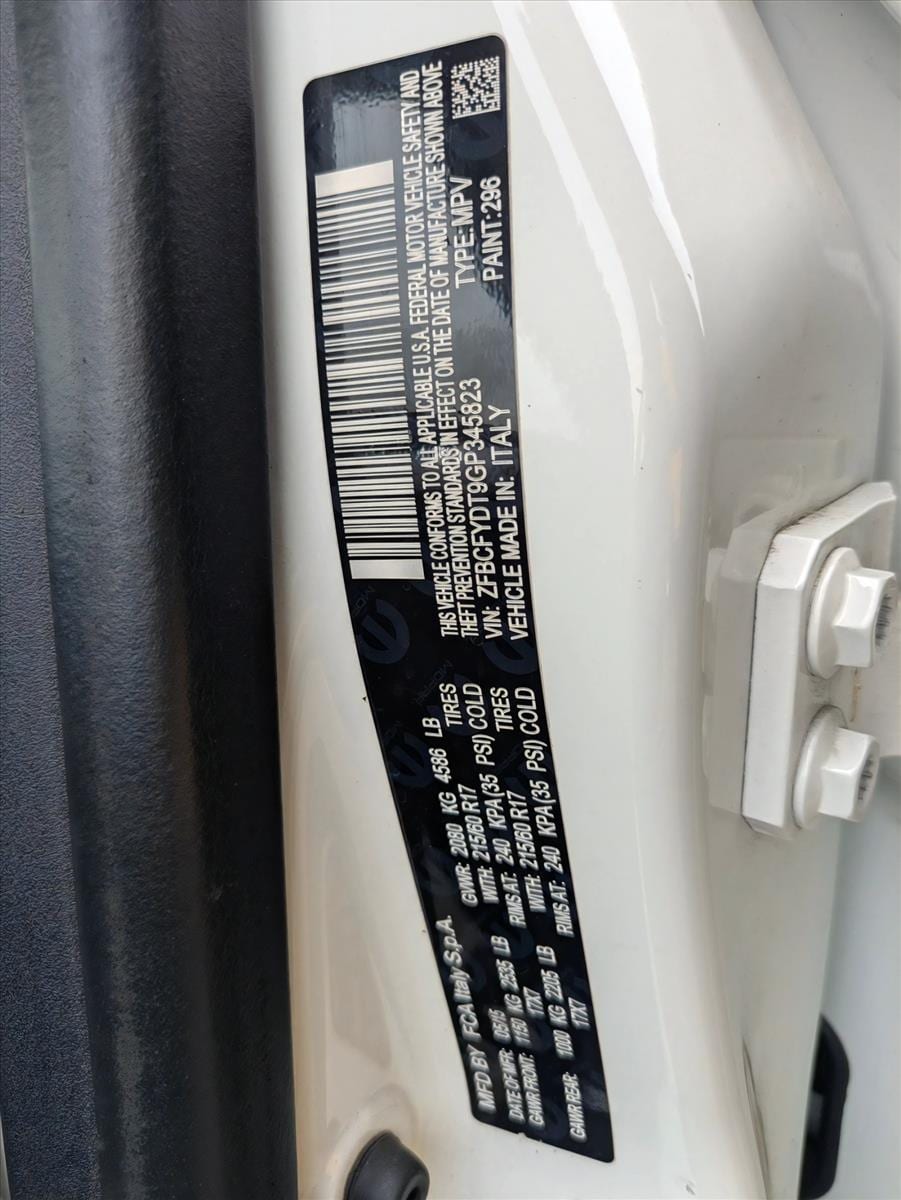 MFD BY FCA Italy S.p.A.
DATE OF MFR: 05/15 GVWR: 2080 KG 4586 LB
GAWR FRONT: 1150 KG 2535 LB WITH: 215/60 R17 TIRES
17X7 RIMS AT: 240 KPA(35 PSI) COLD
GAWR REAR: 1000 KG 2205 LB WITH: 215/60 R17 TIRES
17X7 RIMS AT: 240 KPA(35 PSI) COLD
THIS VEHICLE CONFORMS TO ALL APPLICABLE U.S.A. FEDERAL MOTOR VEHICLE SAFETY AND
THEFT PREVENTION STANDARDS IN EFFECT ON THE DATE OF MANUFACTURE SHOWN ABOVE
VIN: ZFBCFYDT9GP345823 TYPE: MPV
VEHICLE MADE IN: ITALY PAINT:296